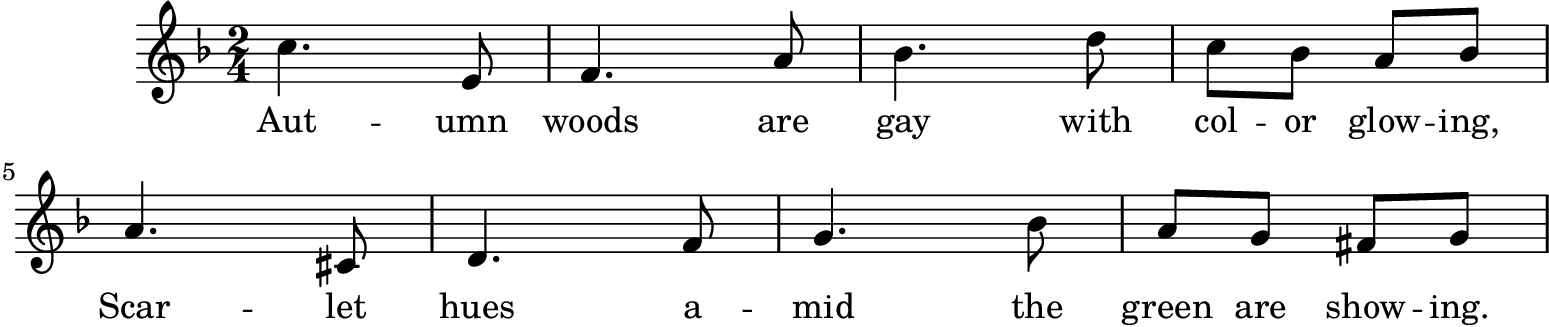 2
4
Aut - umn woods are gay with col - or glow - ing,
5
Scar - let hues a - mid the green are show - ing.